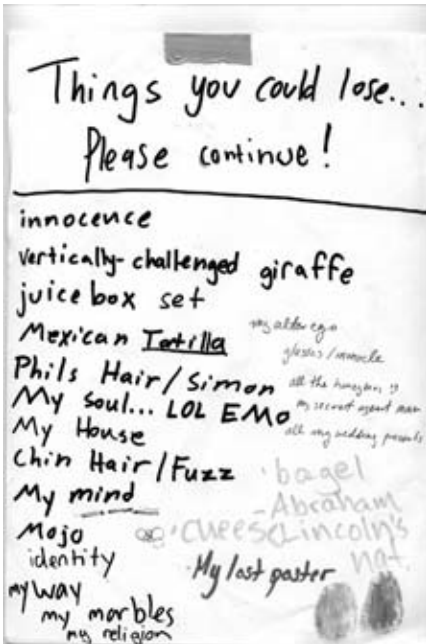 Things you could lose...
Please continue!
innocence
vertically-challenged giraffe
juice box set
Mexican Tortilla
my alter ego
glasses/monocle
Phils Hair/Simon
all the
My soul... LOL EMO
my secret agent man
My House
all my wedding presents
Chin Hair/Fuzz
bagel
My mind
-Abraham
Lincoln's
hat.
Mojo
cheese
identity
My last poster
my way
my marbles
my religion